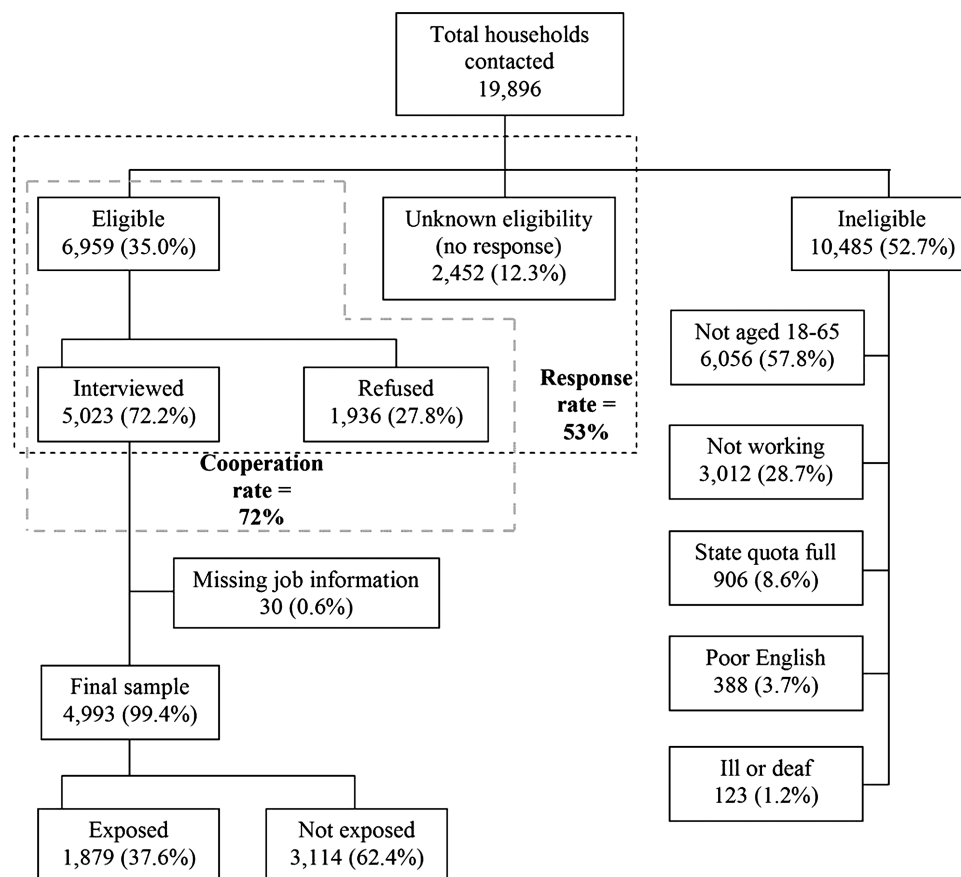 Total households
contacted
19,896
Eligible
6,959 (35.0%)
Unknown eligibility
(no response)
2,452 (12.3%)
Ineligible
10,485 (52.7%)
Interviewed
5,023 (72.2%)
Refused
1,936 (27.8%)
Response
rate =
53%
Cooperation
rate =
72%
Not aged 18-65
6,056 (57.8%)
Not working
3,012 (28.7%)
State quota full
906 (8.6%)
Poor English
388 (3.7%)
Ill or deaf
123 (1.2%)
Missing job information
30 (0.6%)
Final sample
4,993 (99.4%)
Exposed
1,879 (37.6%)
Not exposed
3,114 (62.4%)